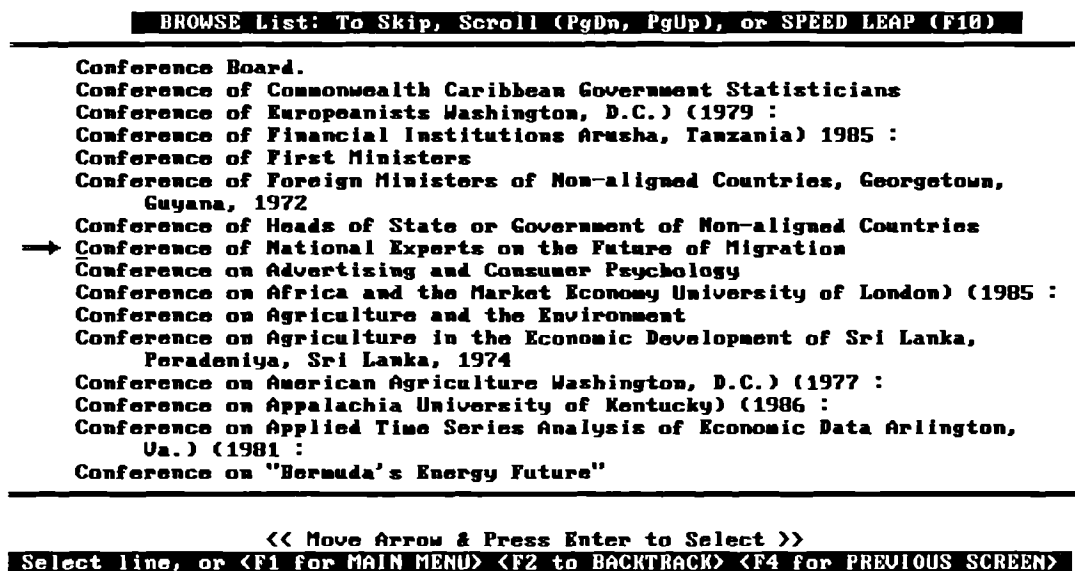 BROWSE List: To Skip, Scroll (PgDn, PgUp), or SPEED LEAP (F10)
Conference Board.
Conference of Commonwealth Caribbean Government Statisticians
Conference of Europeanists Washington, D.C.) (1979 :
Conference of Financial Institutions Arusha, Tanzania) 1985 :
Conference of First Ministers
Conference of Foreign Ministers of Non-aligned Countries, Georgetown,
Guyana, 1972
Conference of Heads of State or Government of Non-aligned Countries
Conference of National Experts on the Future of Migration
Conference on Advertising and Consumer Psychology
Conference on Africa and the Market Economy University of London) (1985 :
Conference on Agriculture and the Environment
Conference on Agriculture in the Economic Development of Sri Lanka,
Peradeniya, Sri Lanka, 1974
Conference on American Agriculture Washington, D.C.) (1977 :
Conference on Appalachia University of Kentucky) (1986 :
Conference on Applied Time Series Analysis of Economic Data Arlington,
Va.) (1981 :
Conference on "Bermuda's Energy Future"
<< Move Arrow & Press Enter to Select >>
Select line, or <F1 for MAIN MENU> <F2 to BACKTRACK> <F4 for PREVIOUS SCREEN>